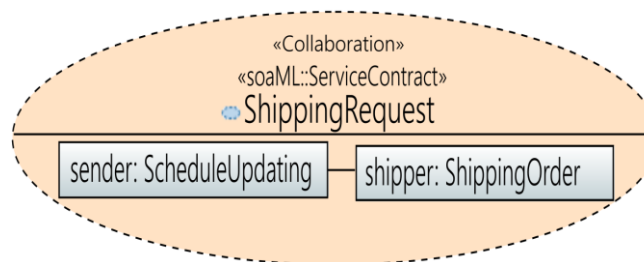 «Collaboration»
«soaML::ServiceContract»
ShippingRequest
sender: ScheduleUpdating
shipper: ShippingOrder